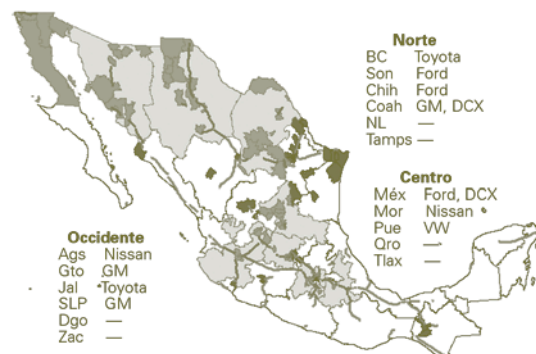 Norte
BC Toyota
Son Ford
Chih Ford
Coah GM, DCX
NL —
Tamps —
Centro
Méx Ford, DCX
Mor Nissan
Pue VW
Qro —
Tlax —
Occidente
Ags Nissan
Gto GM
Jal Toyota
SLP GM
Dgo —
Zac —